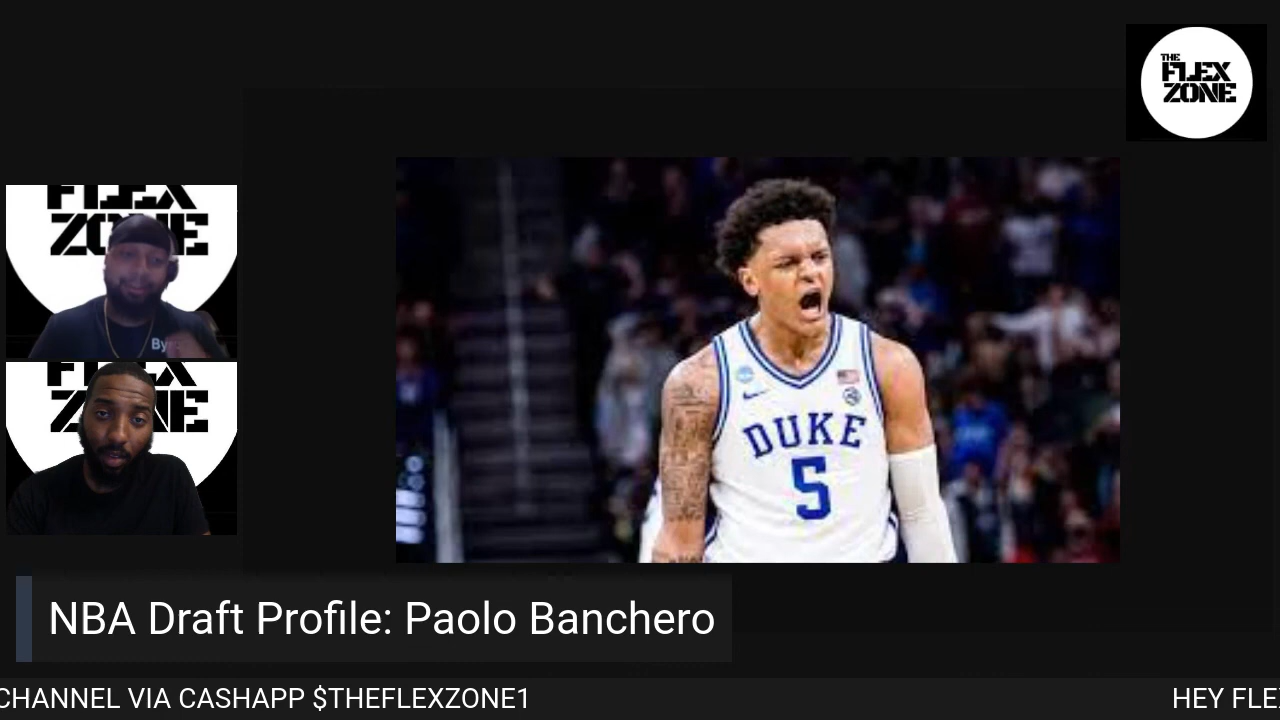 THE
FLEX
ZONE
FLEX
ZONE
By
FLEX
ZONE
DUKE
5
NBA Draft Profile: Paolo Banchero
CHANNEL VIA CASHAPP $THEFLEXZONE1
HEY FLE